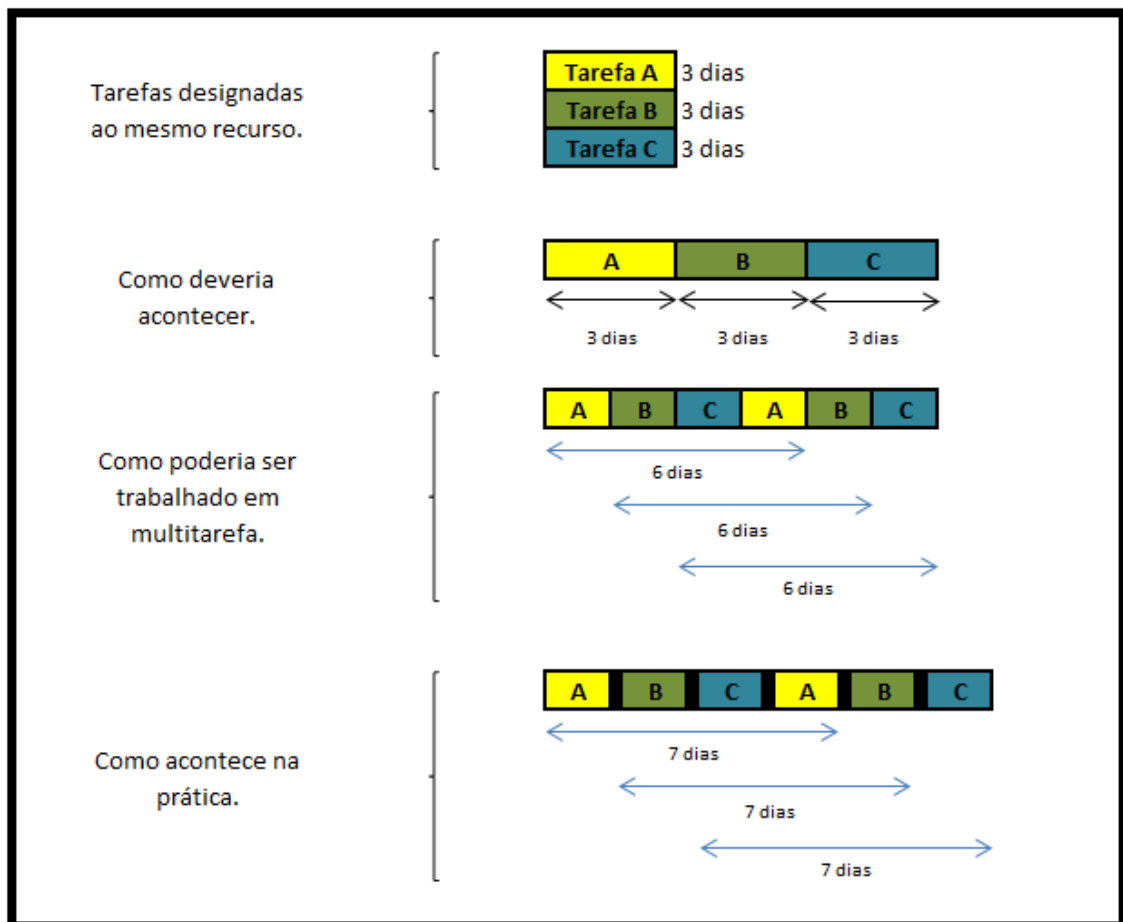 Tarefas designadas
ao mesmo recurso.
Tarefa A 3 dias
Tarefa B 3 dias
Tarefa C 3 dias
Como deveria
acontecer.
A B C
3 dias 3 dias 3 dias
Como poderia ser
trabalhado em
multitarefa.
A B C A B C
6 dias
6 dias
6 dias
Como acontece na
prática.
A B C A B C
7 dias
7 dias
7 dias